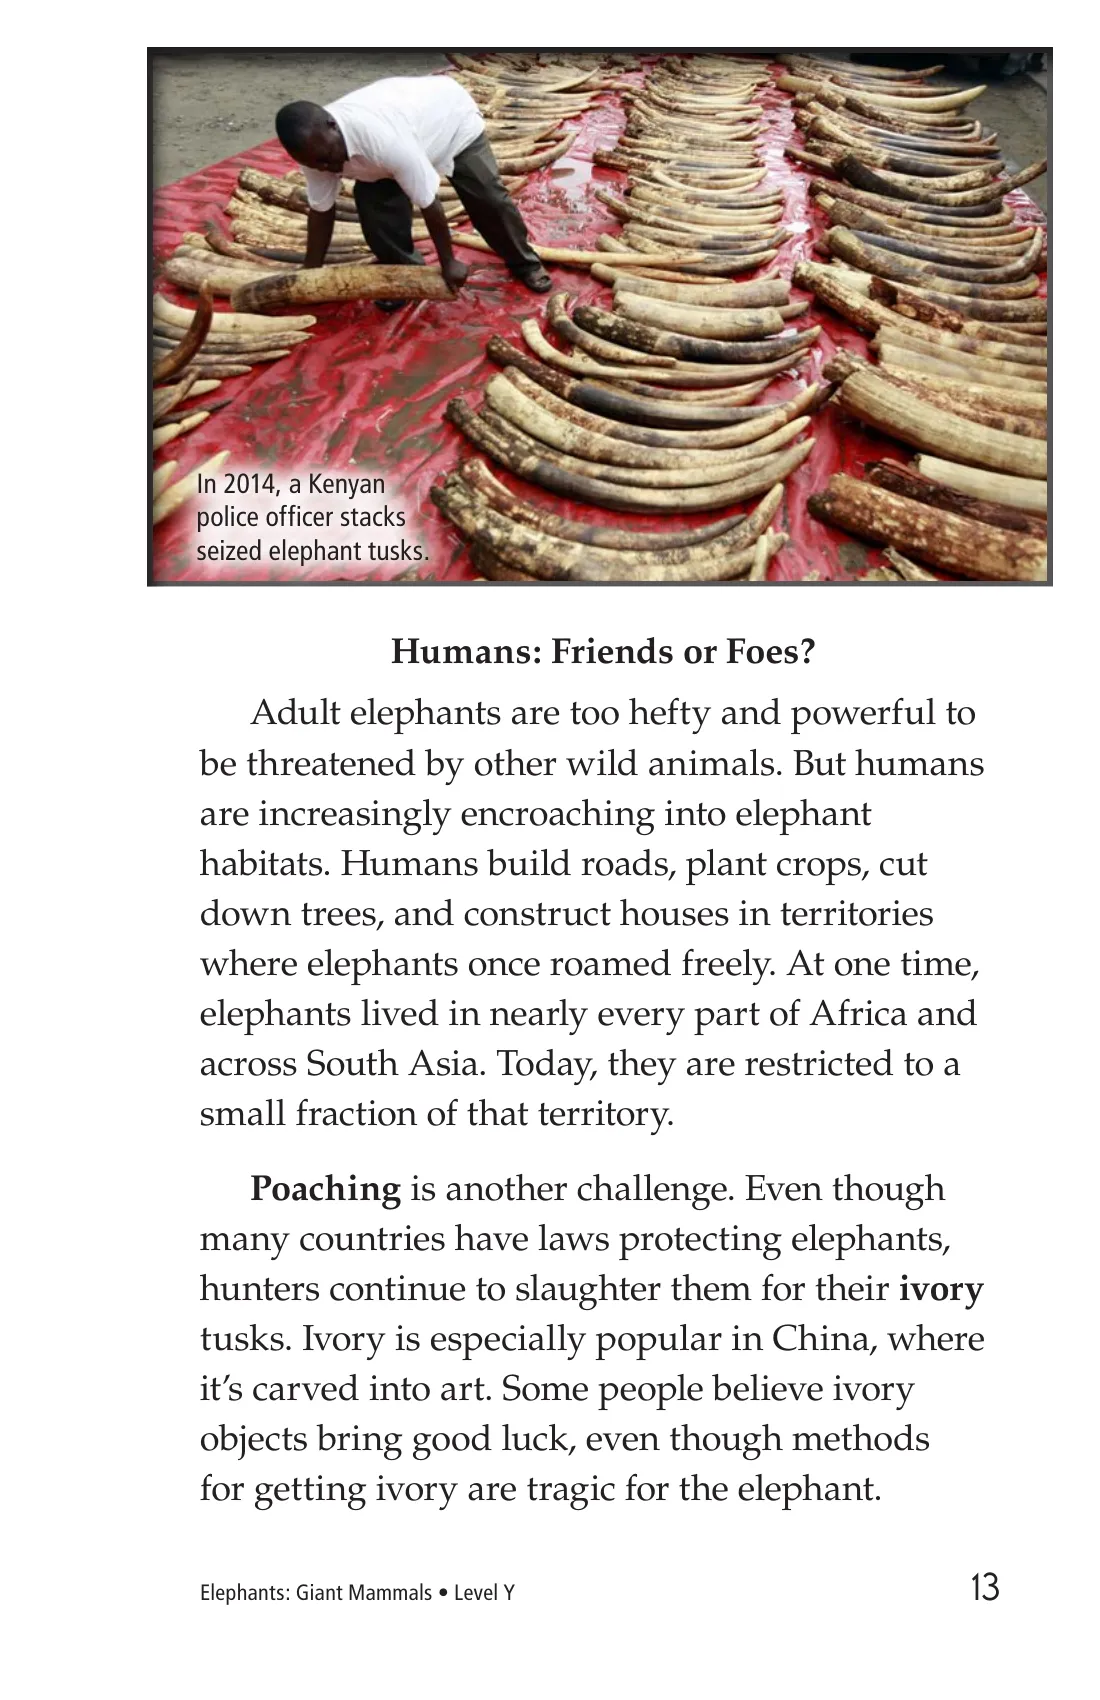 In 2014, a Kenyan
police officer stacks
seized elephant tusks.
Humans: Friends or Foes?
Adult elephants are too hefty and powerful to
be threatened by other wild animals. But humans
are increasingly encroaching into elephant
habitats. Humans build roads, plant crops, cut
down trees, and construct houses in territories
where elephants once roamed freely. At one time,
elephants lived in nearly every part of Africa and
across South Asia. Today, they are restricted to a
small fraction of that territory.
Poaching is another challenge. Even though
many countries have laws protecting elephants,
hunters continue to slaughter them for their ivory
tusks. Ivory is especially popular in China, where
it’s carved into art. Some people believe ivory
objects bring good luck, even though methods
for getting ivory are tragic for the elephant.
Elephants: Giant Mammals • Level Y 13